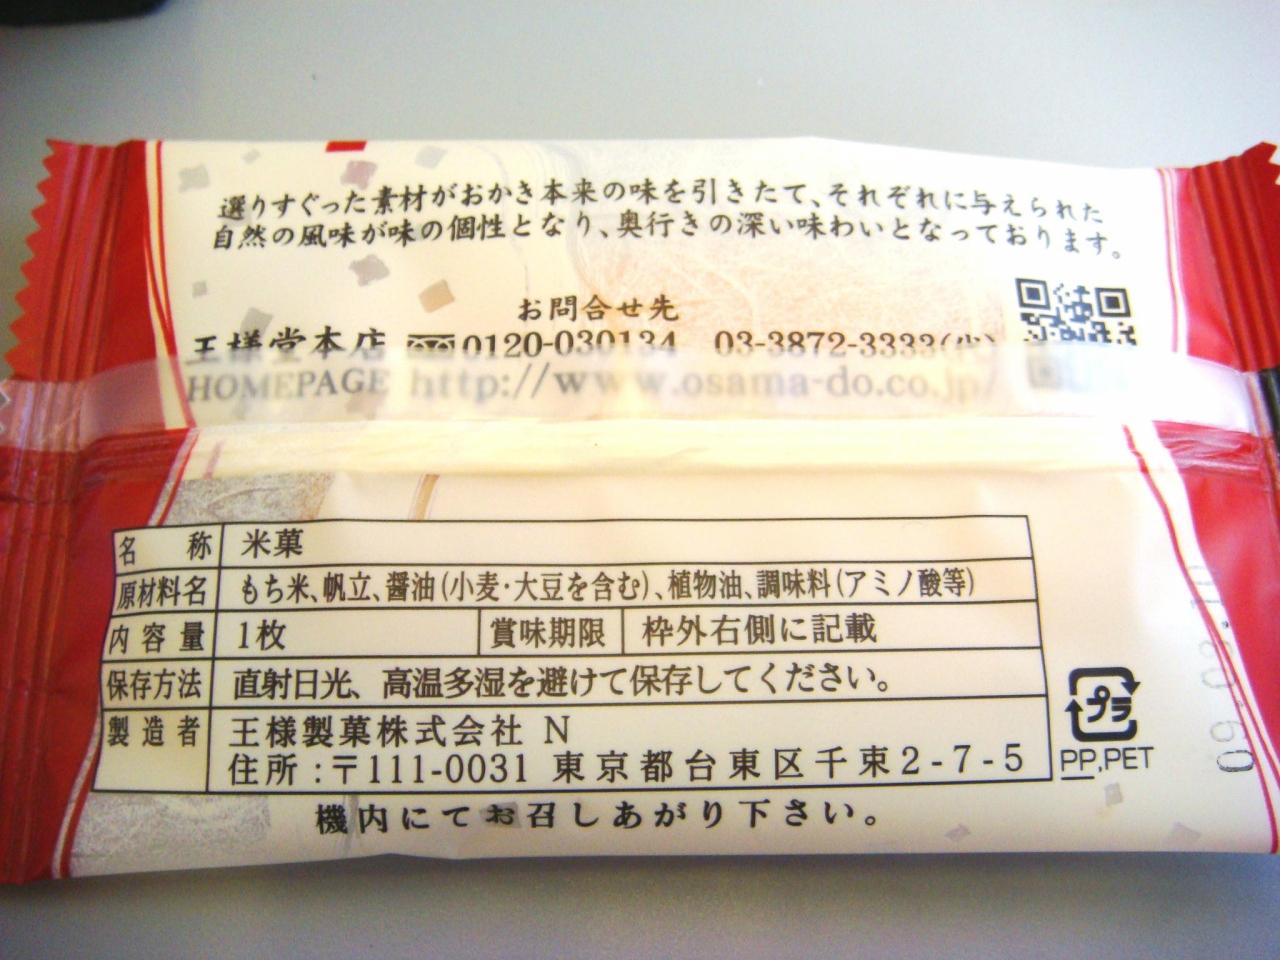 選りすぐった素材がおかき本来の味を引きたて、それぞれに与えられた
自然の風味が味の個性となり、奥行きの深い味わいとなっております。
お問合せ先
王様堂本店 0120-030134 03-3872-3333(代)
HOMEPAGE http://www.osama-do.co.jp/
名称 米菓
原材料名 もち米、帆立、醤油(小麦・大豆を含む)、植物油、調味料(アミノ酸等)
内容量 1枚 賞味期限 枠外右側に記載
保存方法 直射日光、高温多湿を避けて保存してください。
製造者 王様製菓株式会社 N
住所:〒111-0031 東京都台東区千束2-7-5
プラ
PP,PET
機内にてお召しあがり下さい。